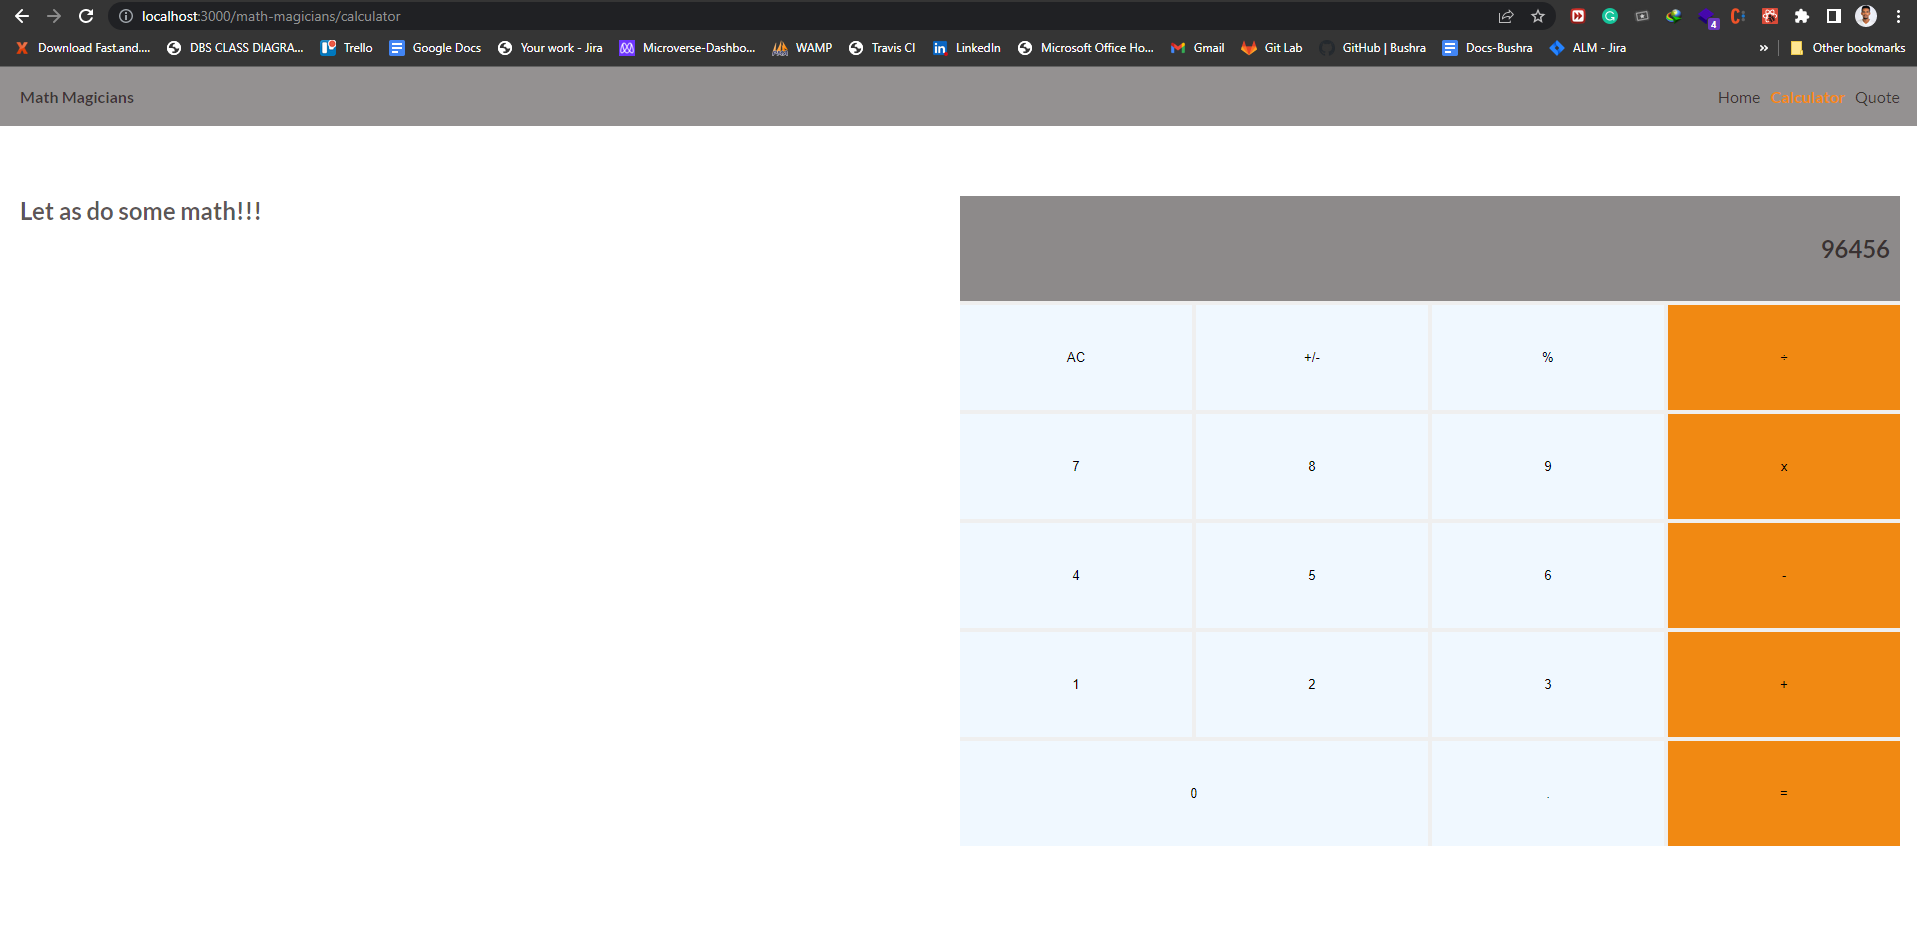 localhost:3000/math-magicians/calculator
4
Download Fast.and.... DBS CLASS DIAGRA... Trello Google Docs Your work - Jira Microverse-Dashbo... WAMP Travis CI LinkedIn Microsoft Office Ho... Gmail Git Lab GitHub | Bushra Docs-Bushra ALM - Jira » Other bookmarks
Math Magicians Home Calculator Quote
Let as do some math!!!
96456
AC +/- % ÷
7 8 9 x
4 5 6 -
1 2 3 +
0 . =